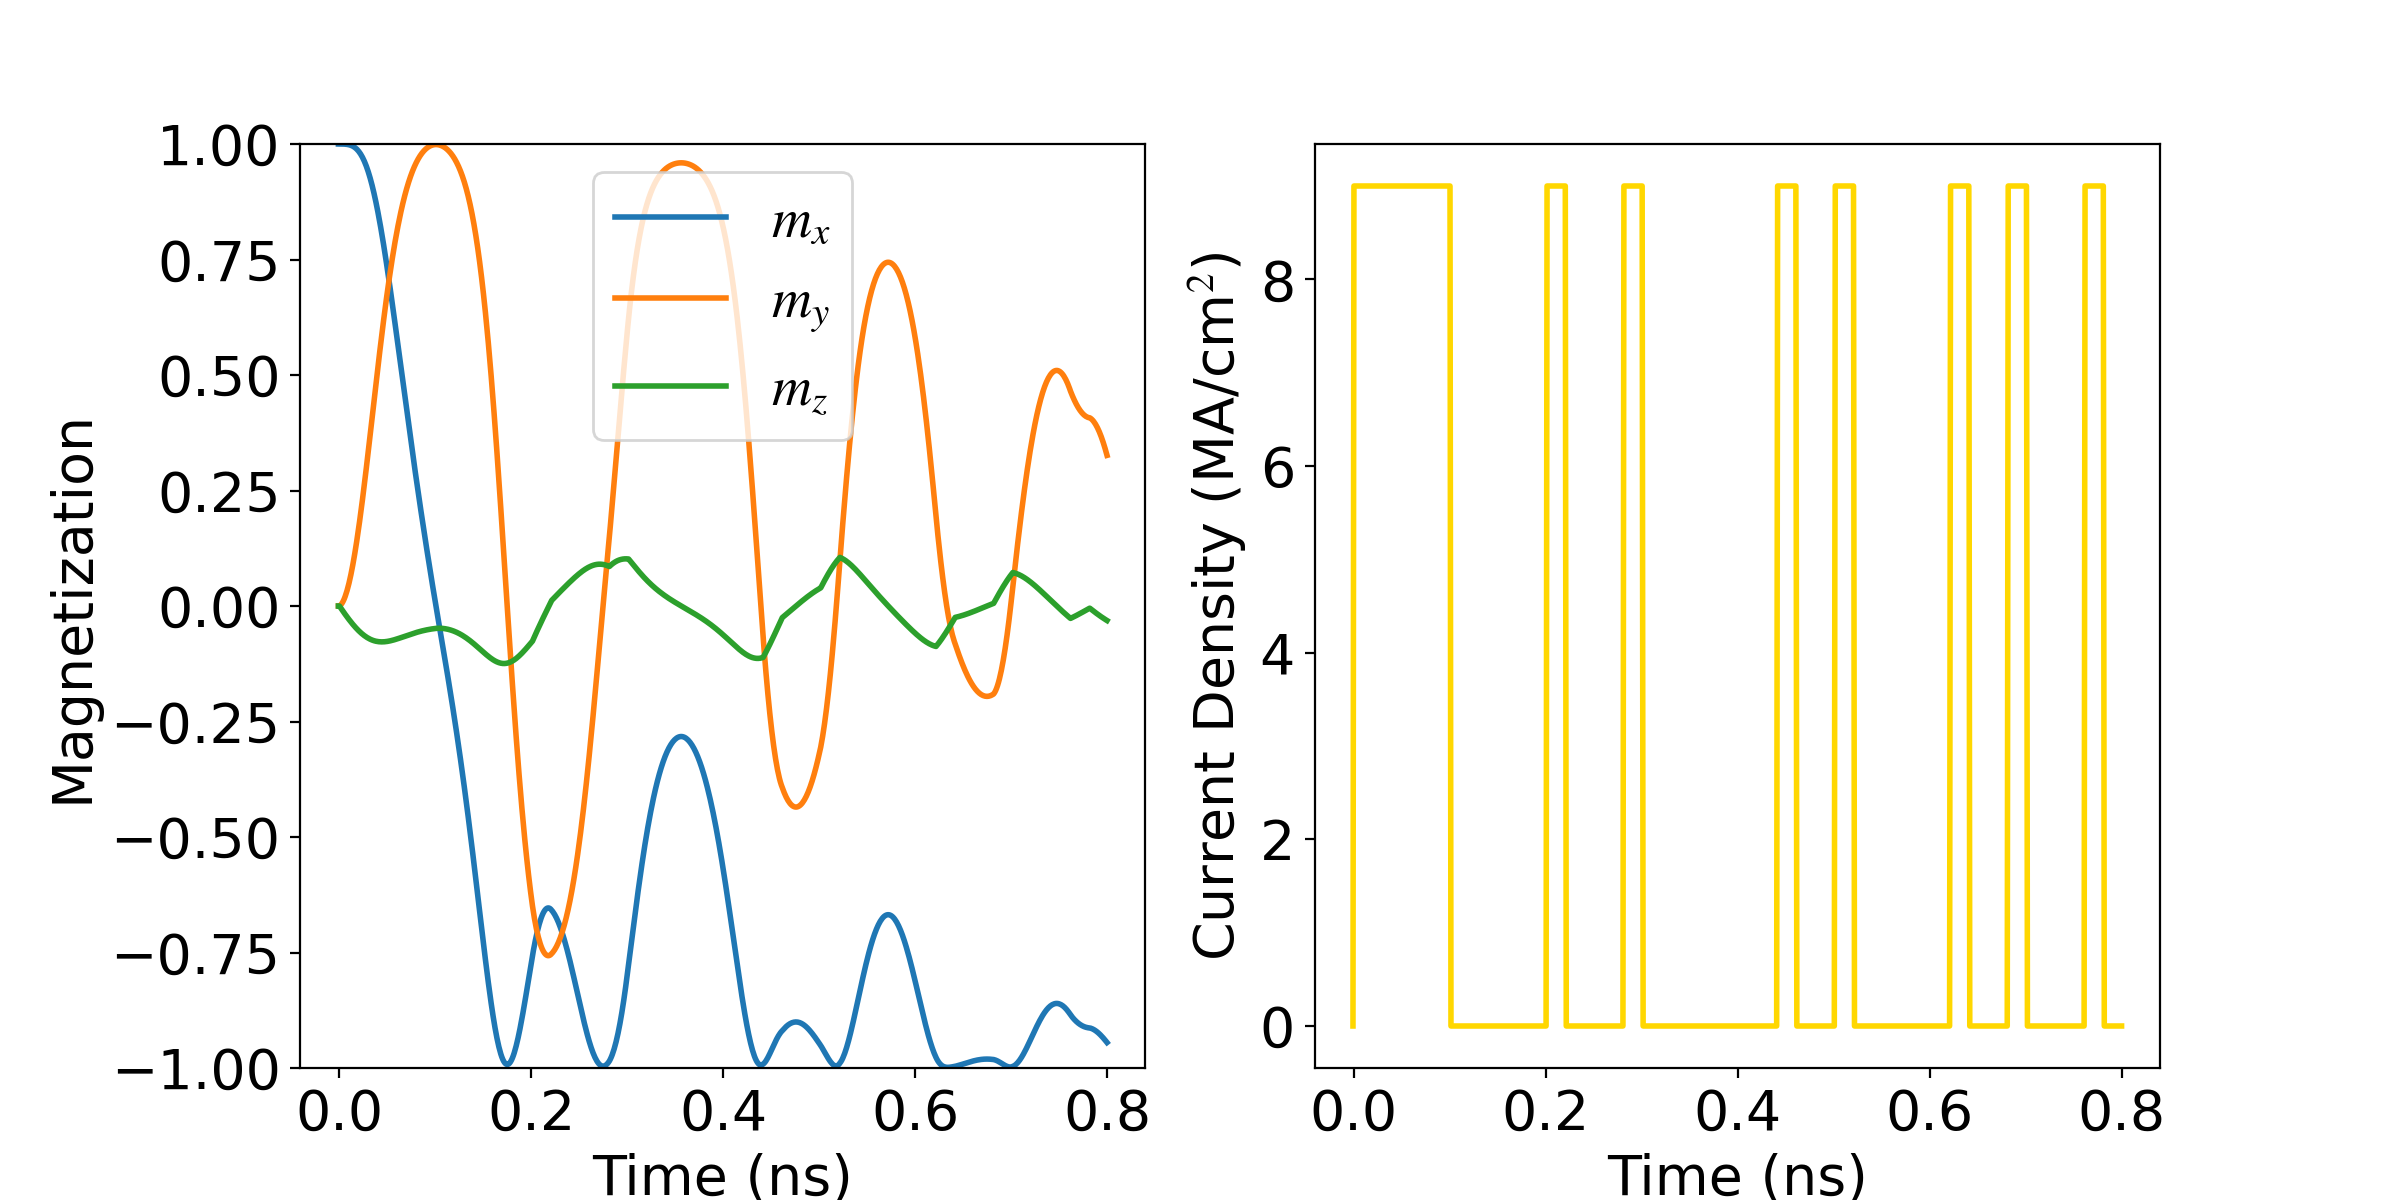 1.00
0.75
0.50
0.25
0.00
−0.25
−0.50
−0.75
−1.00
Magnetization
0.0 0.2 0.4 0.6 0.8
Time (ns)
m_x
m_y
m_z
8
6
4
2
0
Current Density (MA/cm²)
0.0 0.2 0.4 0.6 0.8
Time (ns)